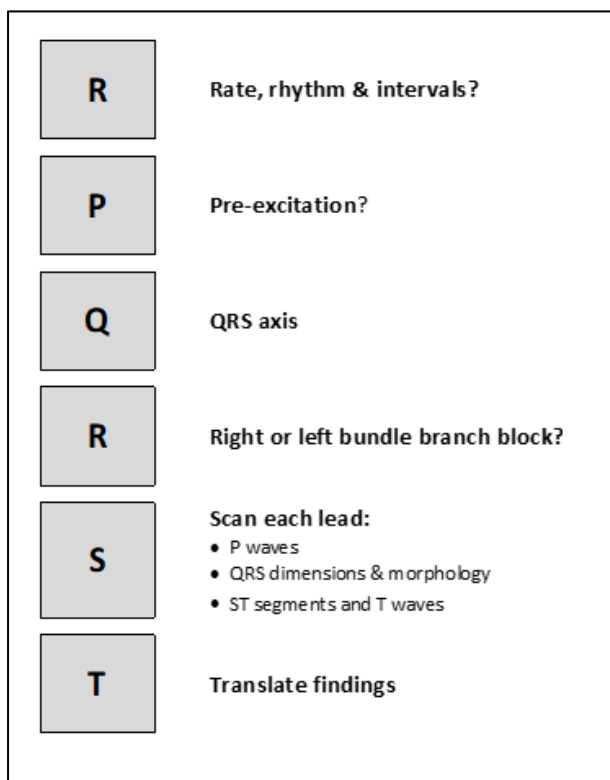 R Rate, rhythm & intervals?
P Pre-excitation?
Q QRS axis
R Right or left bundle branch block?
S Scan each lead:
• P waves
• QRS dimensions & morphology
• ST segments and T waves
T Translate findings